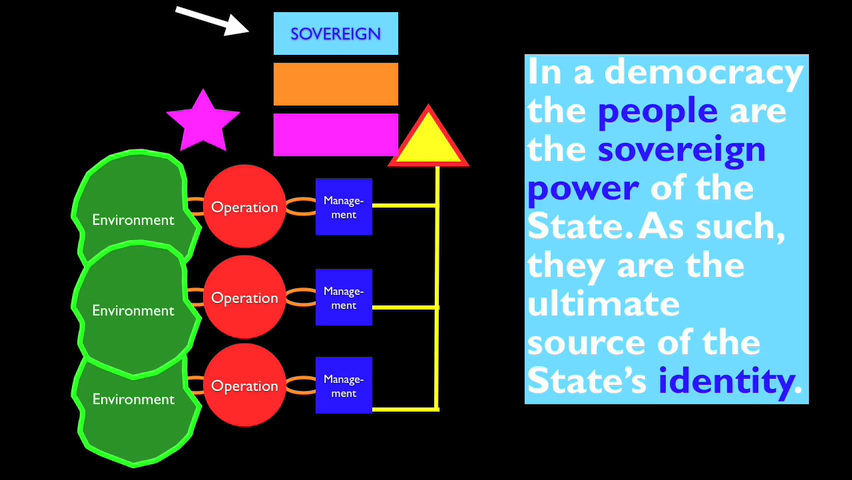 SOVEREIGN
In a democracy
the people are
the sovereign
power of the
State. As such,
they are the
ultimate
source of the
State's identity.
Environment
Operation
Manage-
ment
Environment
Operation
Manage-
ment
Environment
Operation
Manage-
ment